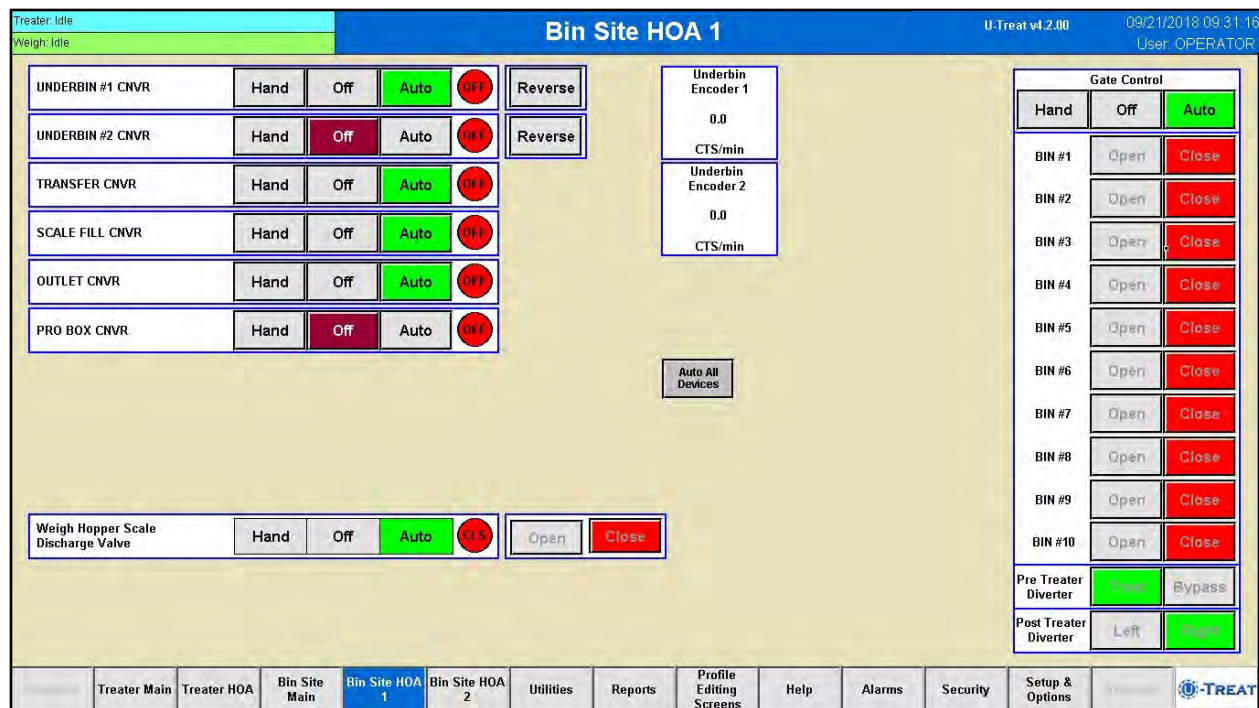 Treater: Idle
Weigh: Idle
Bin Site HOA 1
U-Treat v4.2.00
09/21/2018 09:31:16
User: OPERATOR
UNDERBIN #1 CNVR Hand Off Auto OFF Reverse
UNDERBIN #2 CNVR Hand Off Auto OFF Reverse
TRANSFER CNVR Hand Off Auto OFF
SCALE FILL CNVR Hand Off Auto OFF
OUTLET CNVR Hand Off Auto OFF
PRO BOX CNVR Hand Off Auto OFF
Underbin
Encoder 1
0.0
CTS/min
Underbin
Encoder 2
0.0
CTS/min
Auto All
Devices
Weigh Hopper Scale
Discharge Valve
Hand Off Auto CLS Open Close
Gate Control
Hand Off Auto
BIN #1 Open Close
BIN #2 Open Close
BIN #3 Open Close
BIN #4 Open Close
BIN #5 Open Close
BIN #6 Open Close
BIN #7 Open Close
BIN #8 Open Close
BIN #9 Open Close
BIN #10 Open Close
Pre Treater
Diverter
Bypass
Post Treater
Diverter
Left Right
Treater Main
Treater HOA
Bin Site
Main
Bin Site HOA
1
Bin Site HOA
2
Utilities
Reports
Profile
Editing
Screens
Help
Alarms
Security
Setup &
Options
U-TREAT